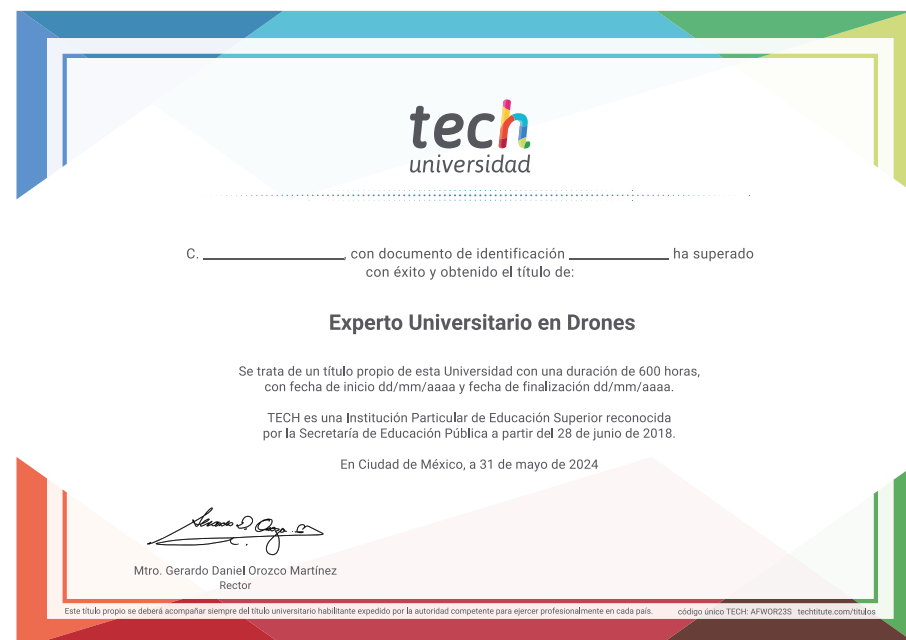 tech
universidad
C. ____________, con documento de identificación ____________ ha superado
con éxito y obtenido el título de:
Experto Universitario en Drones
Se trata de un título propio de esta Universidad con una duración de 600 horas,
con fecha de inicio dd/mm/aaaa y fecha de finalización dd/mm/aaaa.
TECH es una Institución Particular de Educación Superior reconocida
por la Secretaría de Educación Pública a partir del 28 de junio de 2018.
En Ciudad de México, a 31 de mayo de 2024
Mtro. Gerardo Daniel Orozco Martínez
Rector
Este título propio se deberá acompañar siempre del título universitario habilitante expedido por la autoridad competente para ejercer profesionalmente en cada país. código único TECH: AFWOR23S techtitute.com/titulos